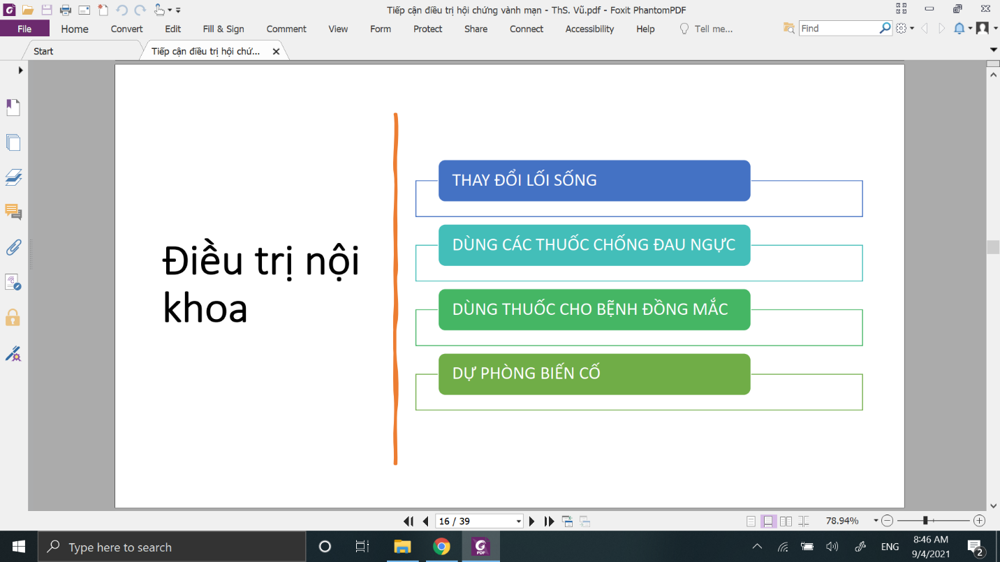 Tiếp cận điều trị hội chứng vành mạn - ThS. Vũ.pdf - Foxit PhantomPDF
File Home Convert Edit Fill & Sign Comment View Form Protect Share Connect Accessibility Help Tell me... Find
Start Tiếp cận điều trị hội chứ...
Điều trị nội
khoa
THAY ĐỔI LỐI SỐNG
DÙNG CÁC THUỐC CHỐNG ĐAU NGỰC
DÙNG THUỐC CHO BỆNH ĐỒNG MẮC
DỰ PHÒNG BIẾN CỐ
16 / 39 78.94%
Type here to search
PDF
ENG
8:46 AM
9/4/2021
2